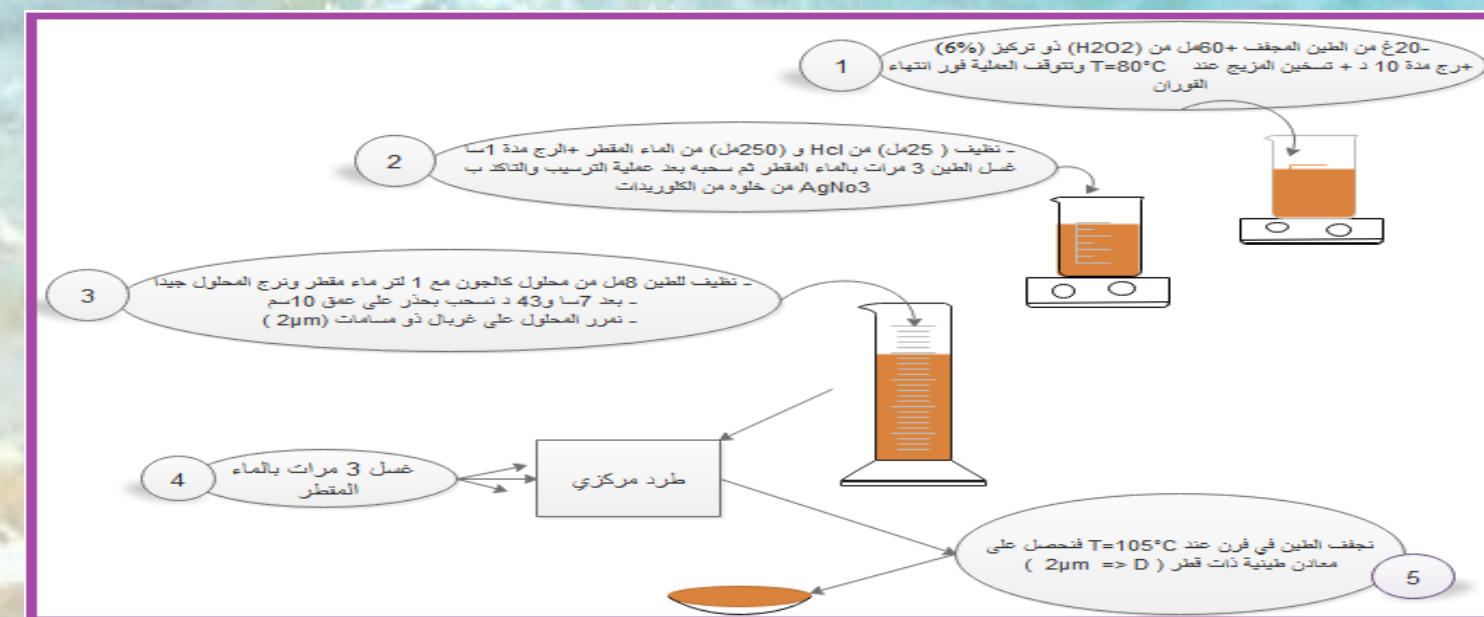 1
-20غ من الطين المجفف +60مل من (H2O2) ذو تركيز (6%)
+رج مدة 10 د + تسخين المزيج عند T=80°C وتتوقف العملية فور انتهاء
الفوران
2
- نظيف ( 25مل) من Hcl و (250مل) من الماء المقطر +الرج مدة 1سا
غسل الطين 3 مرات بالماء المقطر ثم سحبه بعد عملية الترسيب والتاكد ب
AgNo3 من خلوه من الكلوريدات
3
- نظيف للطين 8مل من محلول كالجون مع 1 لتر ماء مقطر ونرج المحلول جيدا
- بعد 7سا و43 د نسحب بحذر على عمق 10سم
- نمرر المحلول على غربال ذو مسامات (2µm )
4
غسل 3 مرات بالماء
المقطر
طرد مركزي
نجفف الطين في فرن عند T=105°C فنحصل على
معادن طينية ذات قطر ( 2µm => D )
5